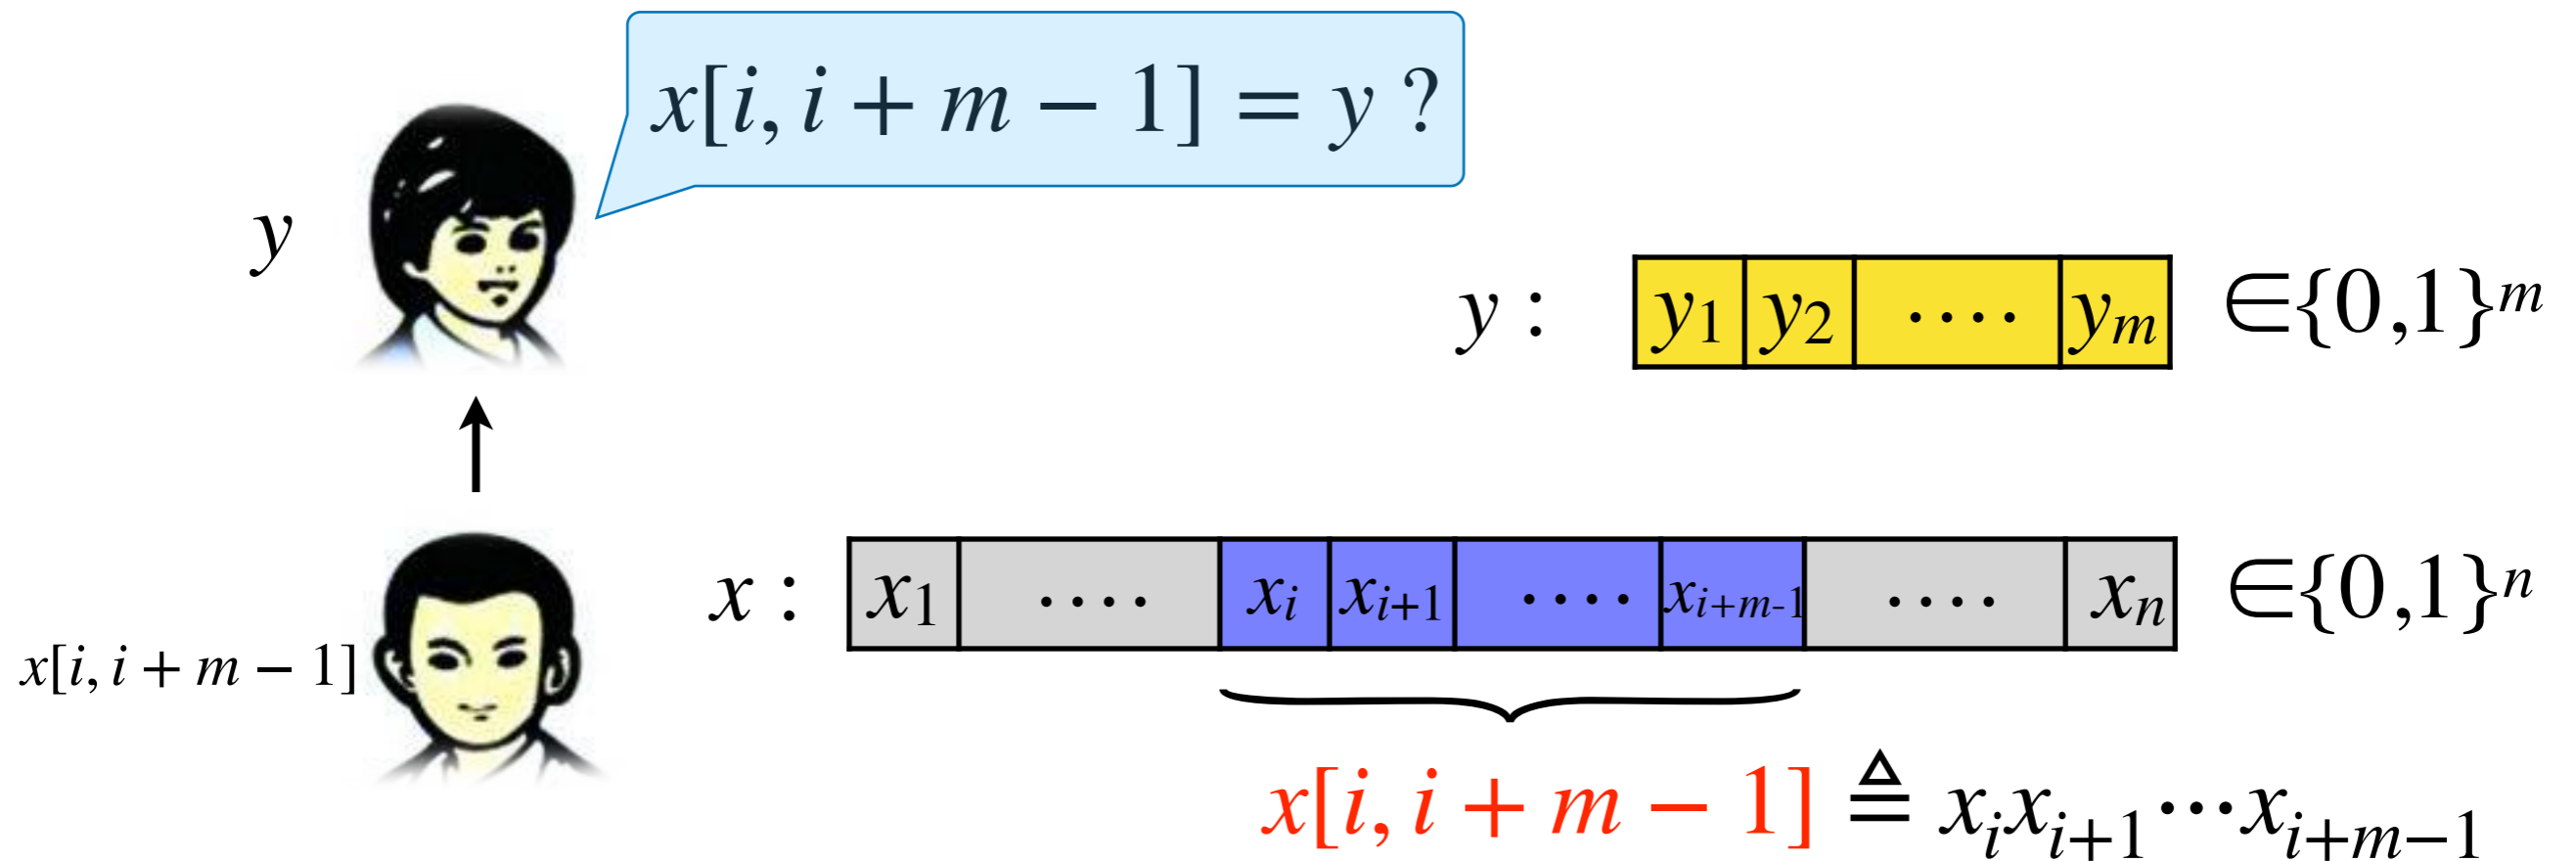 x[i, i + m − 1] = y ?
y
y : y₁ y₂ ···· yₘ ∈{0,1}ᵐ
x : x₁ ···· xᵢ xᵢ₊₁ ···· xᵢ₊ₘ₋₁ ···· xₙ ∈{0,1}ⁿ
x[i, i + m − 1]
x[i, i + m − 1] ≜ xᵢxᵢ₊₁···xᵢ₊ₘ₋₁